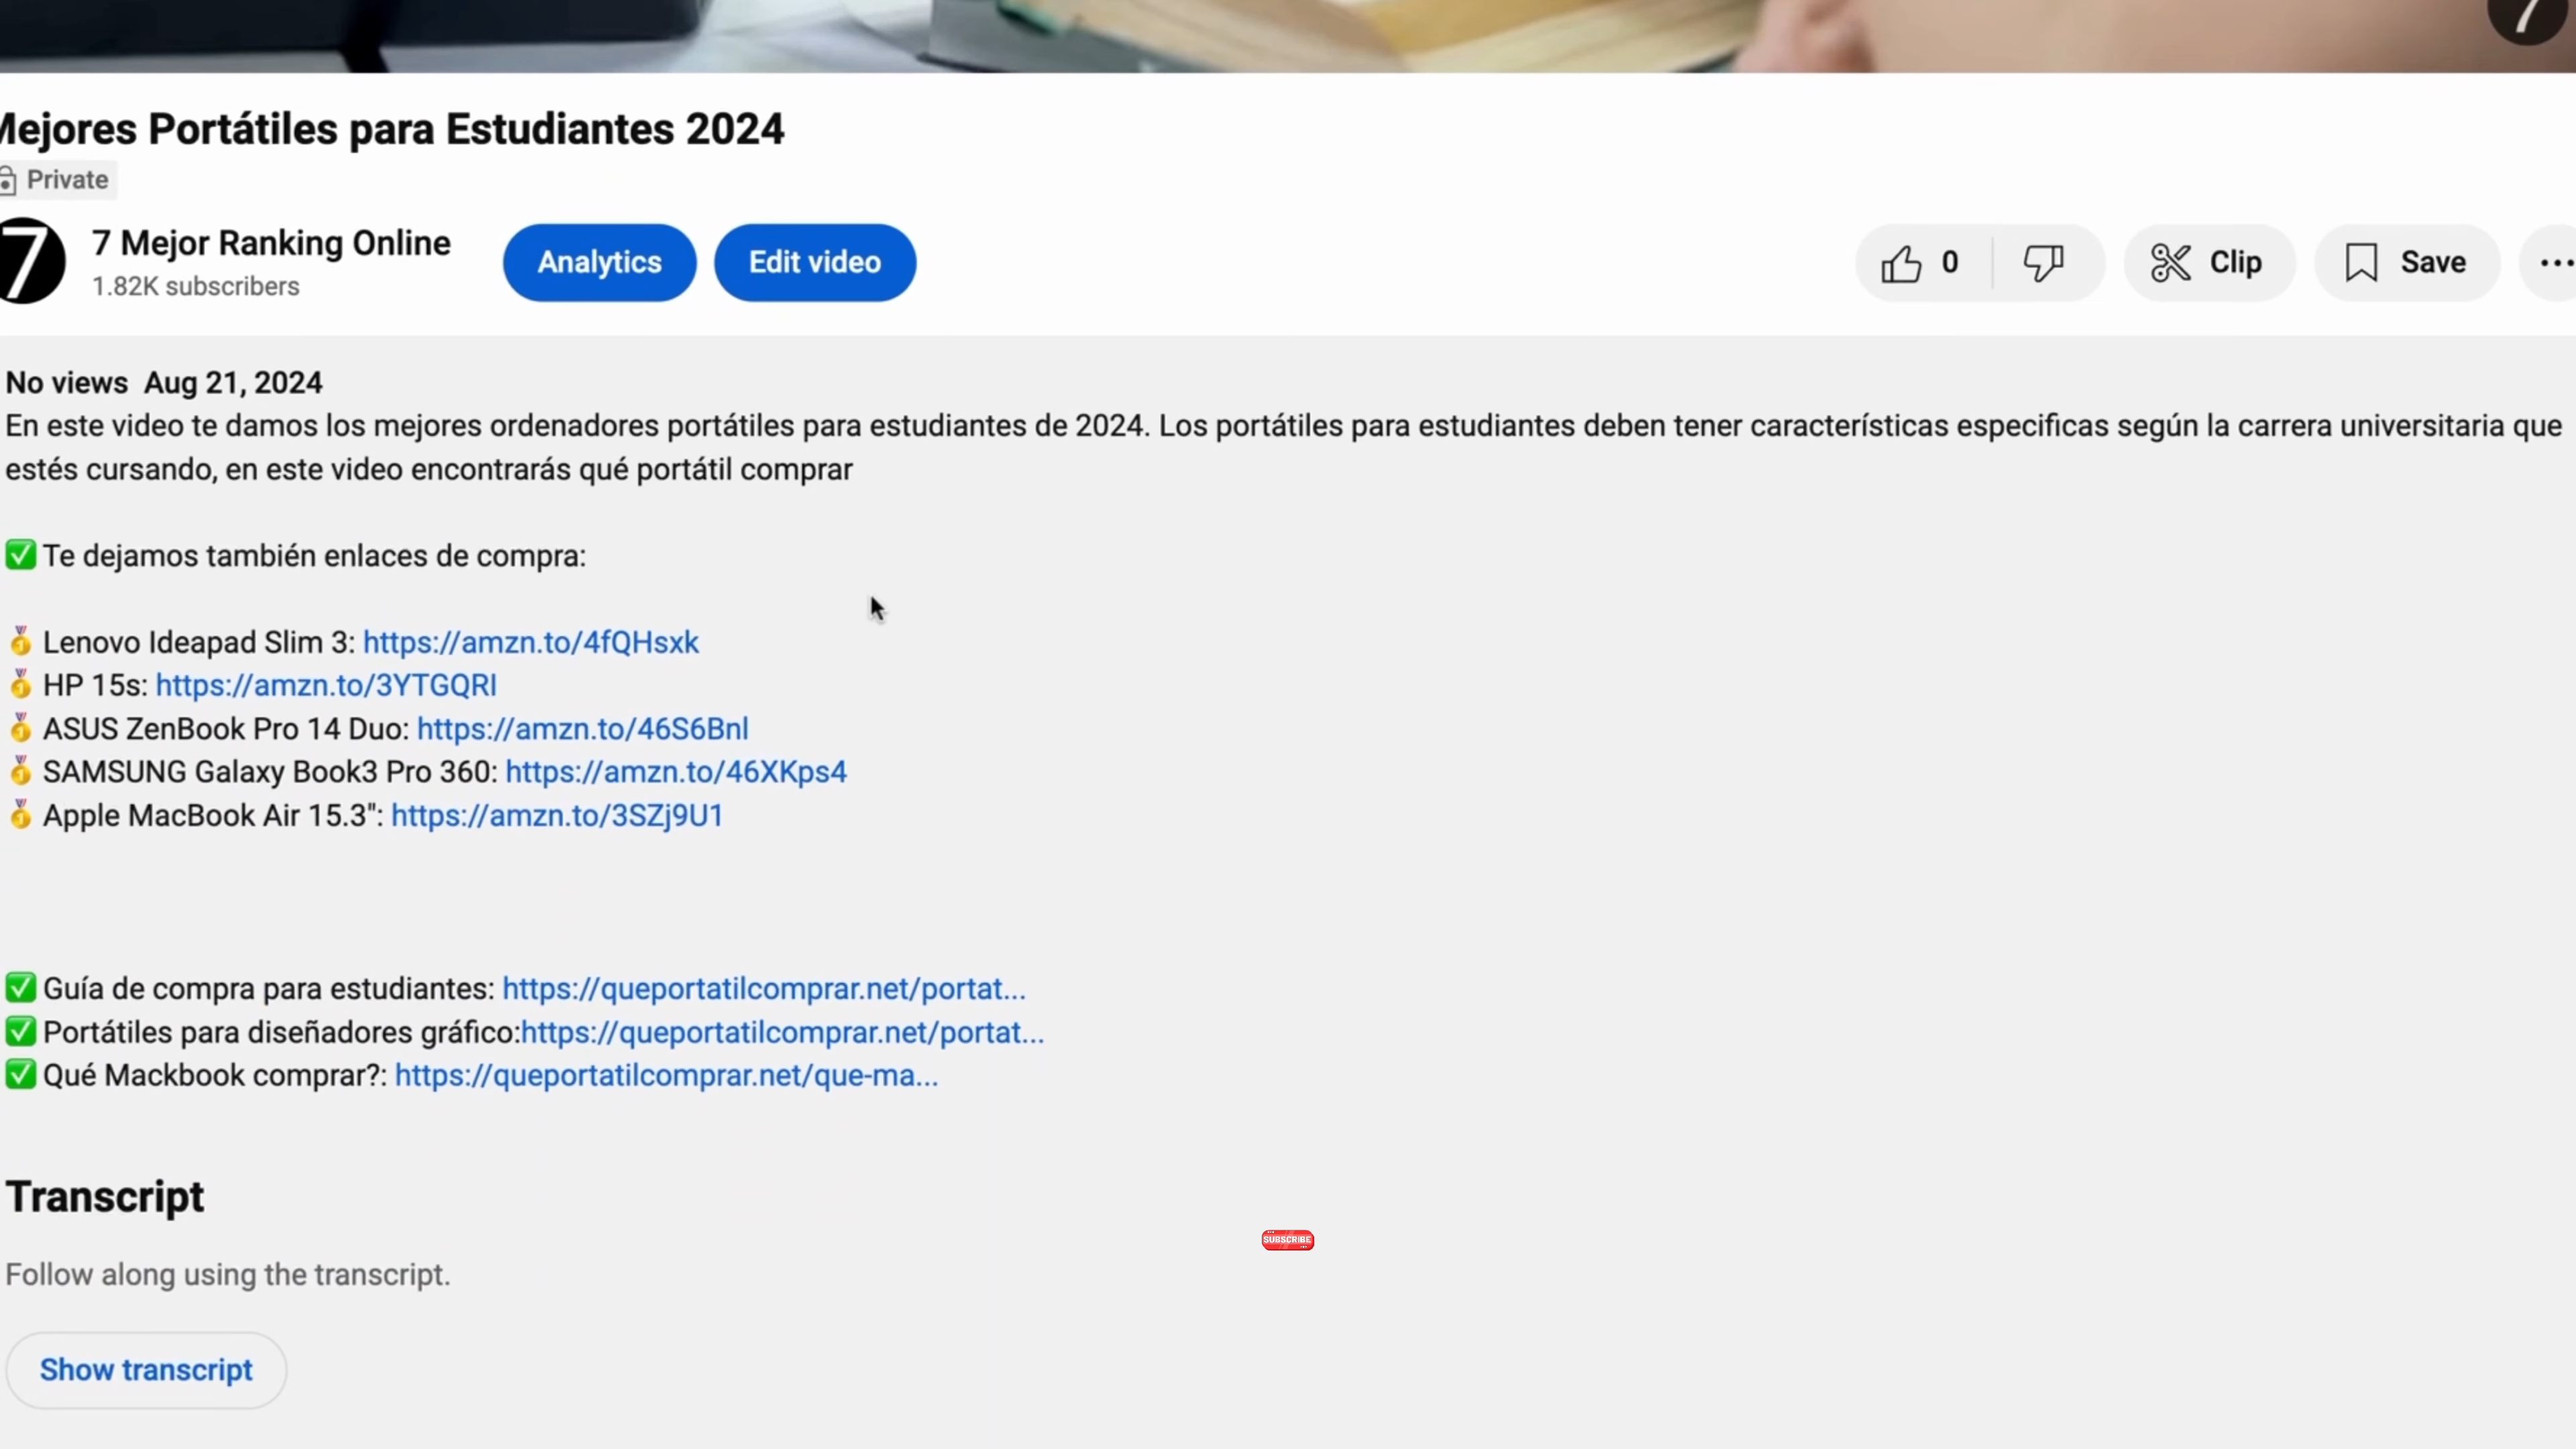 7
Mejores Portátiles para Estudiantes 2024
Private
7
7 Mejor Ranking Online
1.82K subscribers
Analytics
Edit video
0
Clip
Save
No views Aug 21, 2024
En este video te damos los mejores ordenadores portátiles para estudiantes de 2024. Los portátiles para estudiantes deben tener características especificas según la carrera universitaria que
estés cursando, en este video encontrarás qué portátil comprar
✅ Te dejamos también enlaces de compra:
🥇 Lenovo Ideapad Slim 3: https://amzn.to/4fQHsxk
🥇 HP 15s: https://amzn.to/3YTGQRI
🥇 ASUS ZenBook Pro 14 Duo: https://amzn.to/46S6Bnl
🥇 SAMSUNG Galaxy Book3 Pro 360: https://amzn.to/46XKps4
🥇 Apple MacBook Air 15.3": https://amzn.to/3SZj9U1
✅ Guía de compra para estudiantes: https://queportatilcomprar.net/portat...
✅ Portátiles para diseñadores gráfico:https://queportatilcomprar.net/portat...
✅ Qué Mackbook comprar?: https://queportatilcomprar.net/que-ma...
Transcript
SUBSCRIBE
Follow along using the transcript.
Show transcript